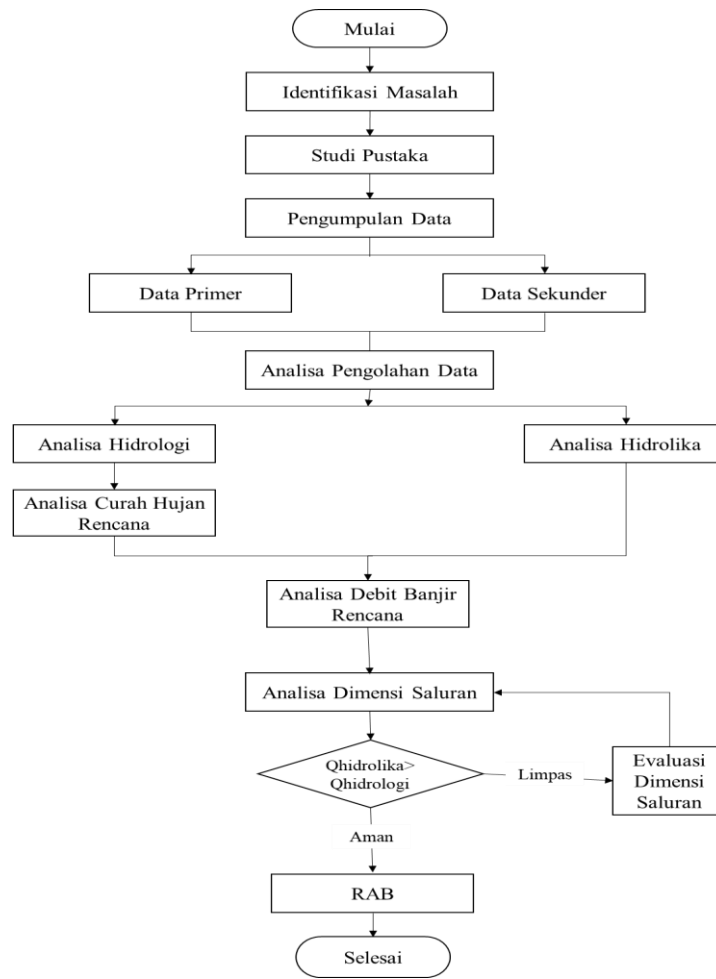 Mulai
Identifikasi Masalah
Studi Pustaka
Pengumpulan Data
Data Primer
Data Sekunder
Analisa Pengolahan Data
Analisa Hidrologi
Analisa Hidrolika
Analisa Curah Hujan
Rencana
Analisa Debit Banjir
Rencana
Analisa Dimensi Saluran
Qhidrolika>
Qhidrologi
Limpas
Evaluasi
Dimensi
Saluran
Aman
RAB
Selesai